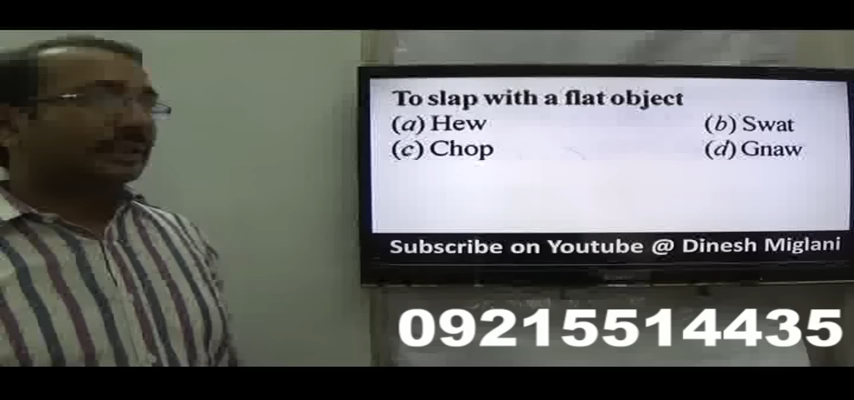 To slap with a flat object
(a) Hew (b) Swat
(c) Chop (d) Gnaw
Subscribe on Youtube @ Dinesh Miglani
09215514435